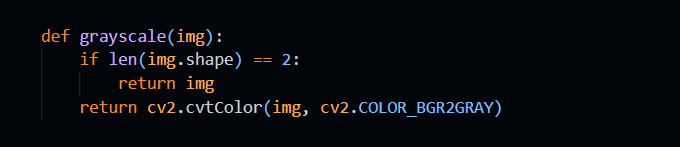 def grayscale(img):
    if len(img.shape) == 2:
        return img
    return cv2.cvtColor(img, cv2.COLOR_BGR2GRAY)